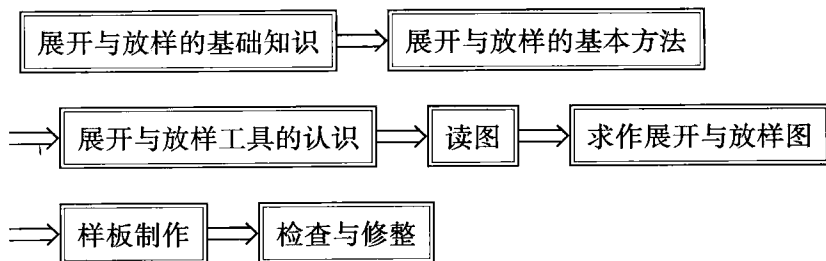 展开与放样的基础知识 展开与放样的基本方法
展开与放样工具的认识 读图 求作展开与放样图
样板制作 检查与修整